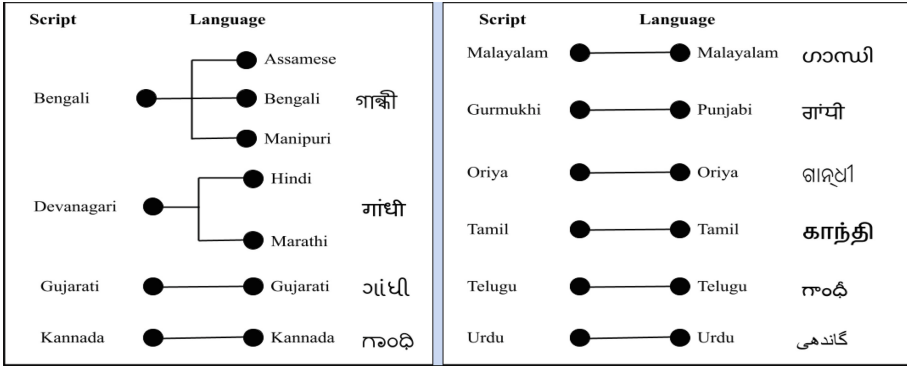 Script Language
Assamese
Bengali Bengali গান্ধী
Manipuri
Hindi
Devanagari गांधी
Marathi
Gujarati Gujarati ગાંધી
Kannada Kannada ಗಾಂಧಿ
Script Language
Malayalam Malayalam ഗാന്ധി
Gurmukhi Punjabi ਗਾਂਧੀ
Oriya Oriya ଗାନ୍ଧୀ
Tamil Tamil காந்தி
Telugu Telugu గాంధీ
Urdu Urdu گاندھی